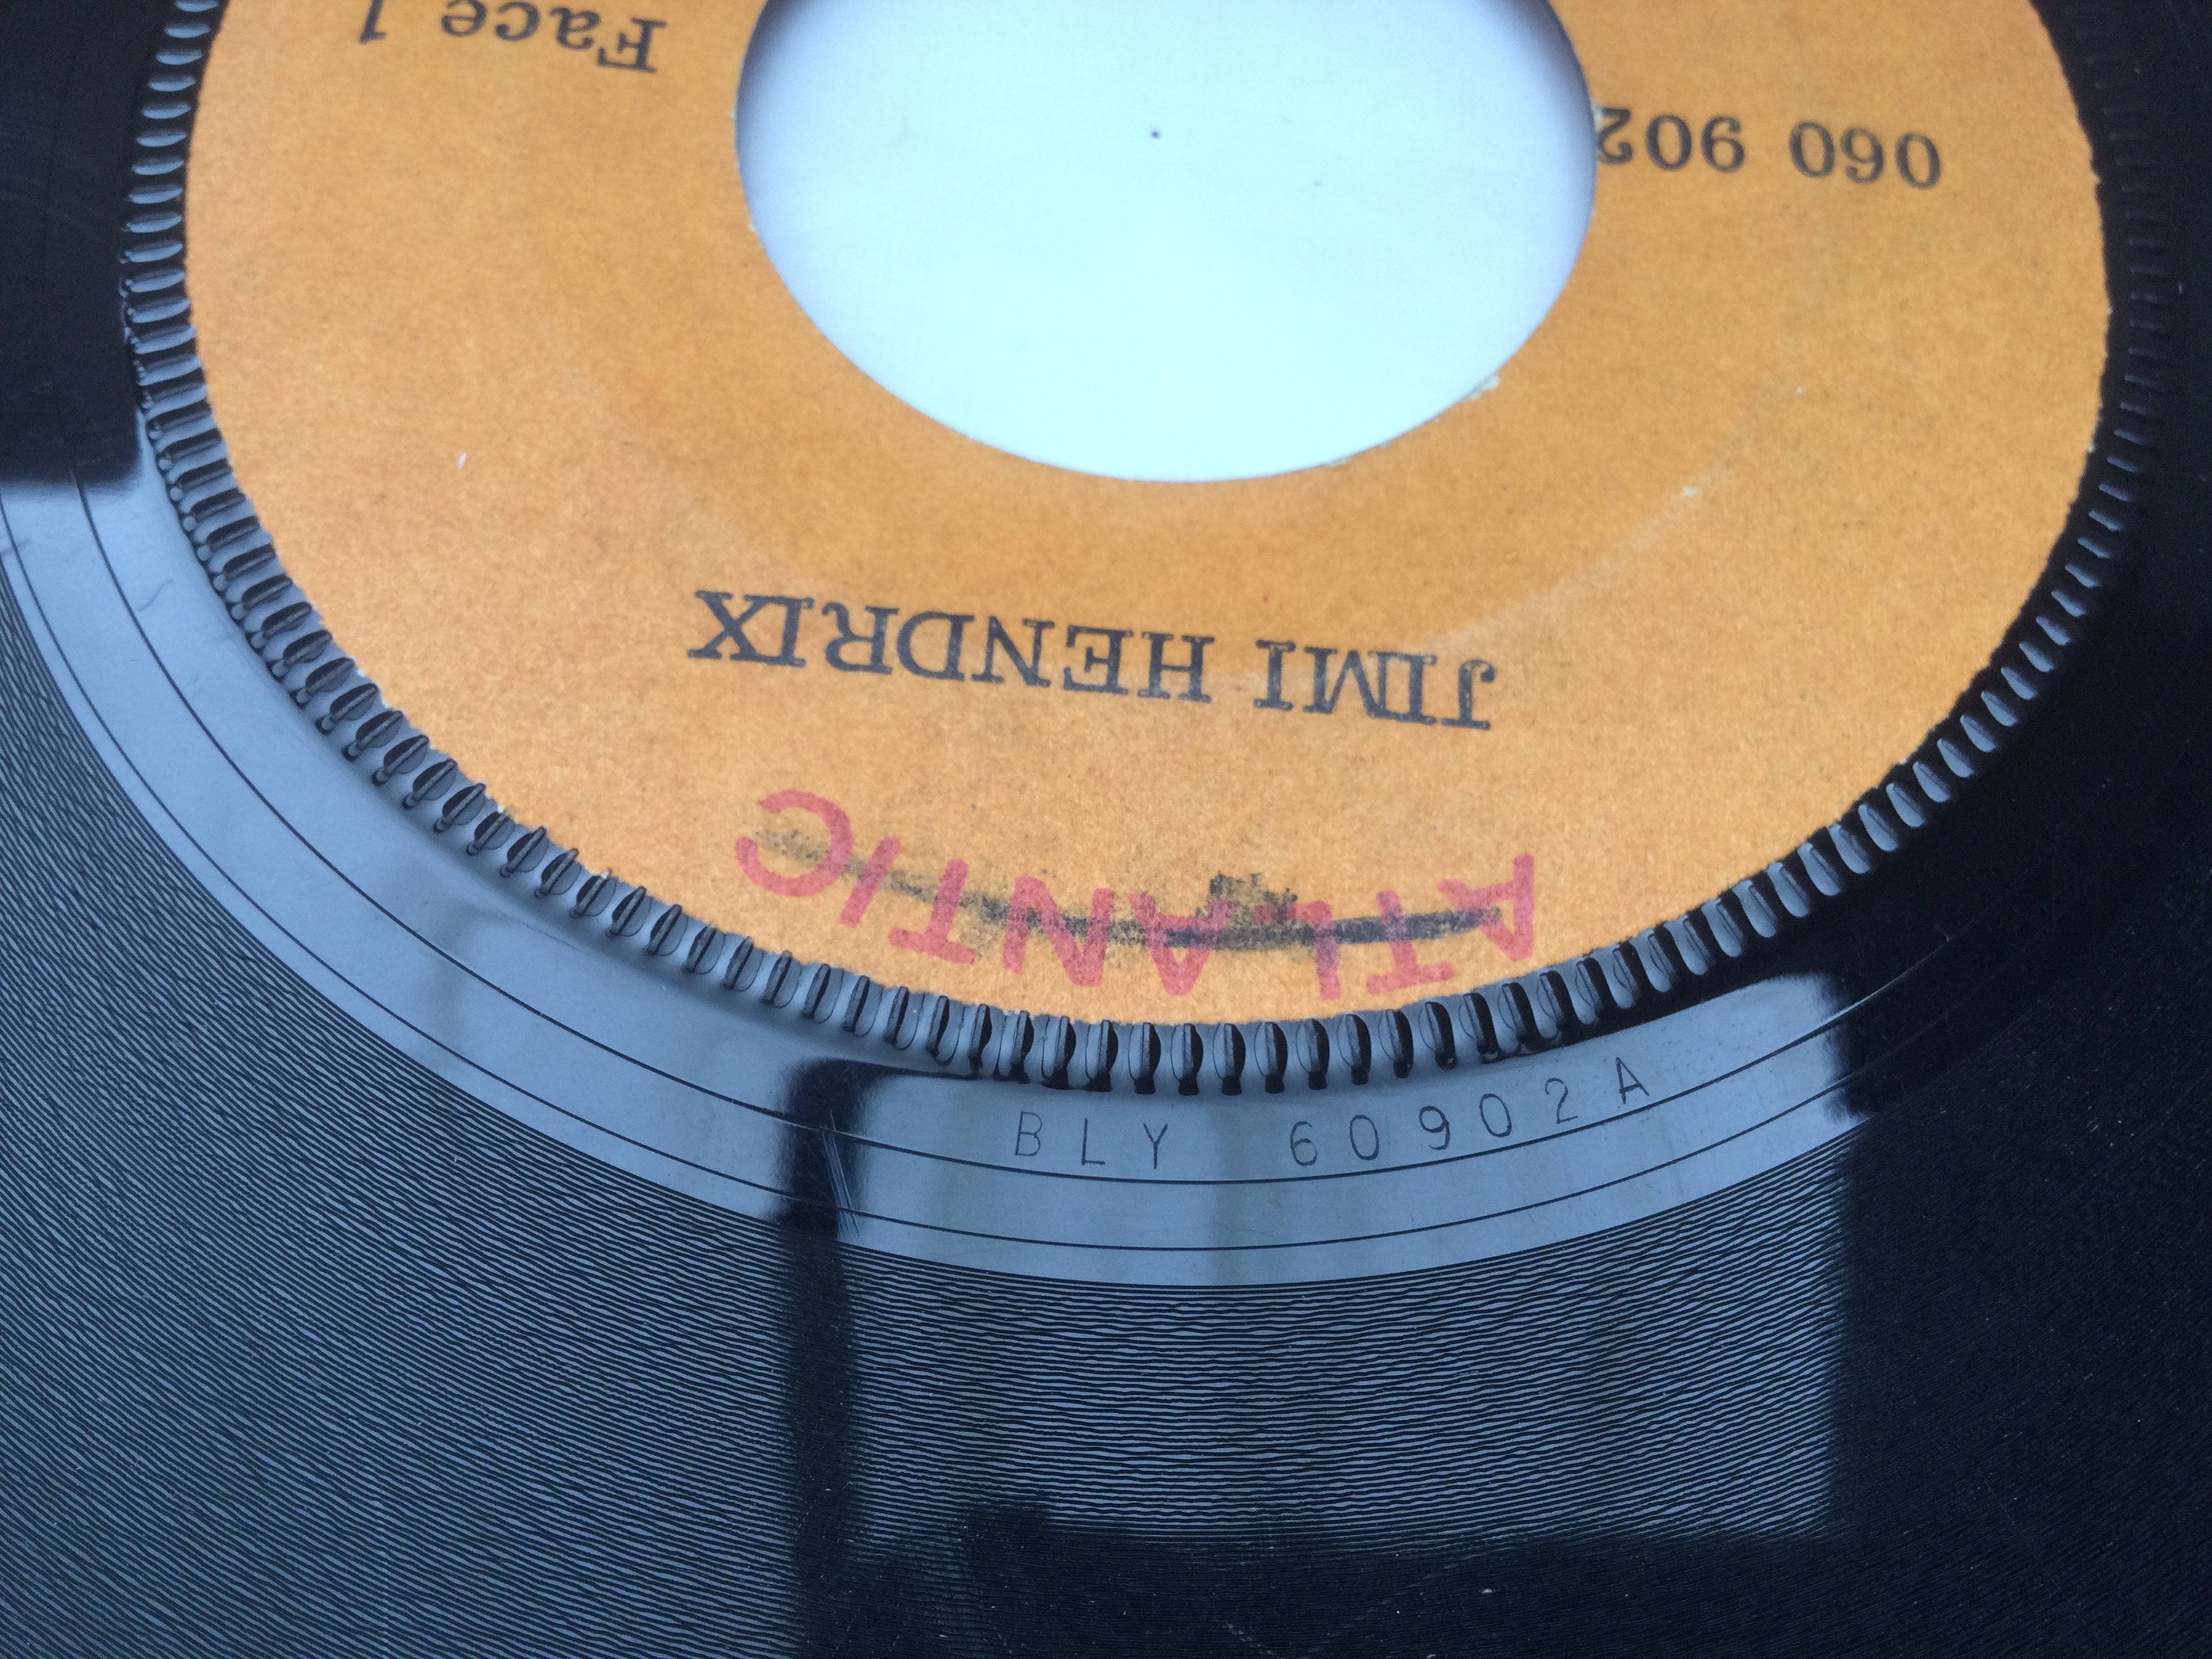 ATLANTIC
JIMI HENDRIX
060 902
Face 1
BLY 60902 A